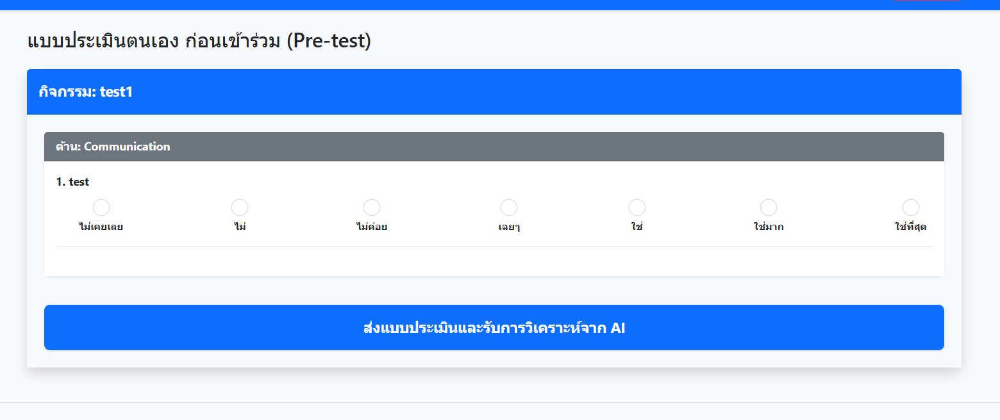 แบบประเมินตนเอง ก่อนเข้าร่วม (Pre-test)
กิจกรรม: test1
ด้าน: Communication
1. test
ไม่เคยเลย ไม่ ไม่ค่อย เฉยๆ ใช่ ใช่มาก ใช่ที่สุด
ส่งแบบประเมินและรับการวิเคราะห์จาก AI